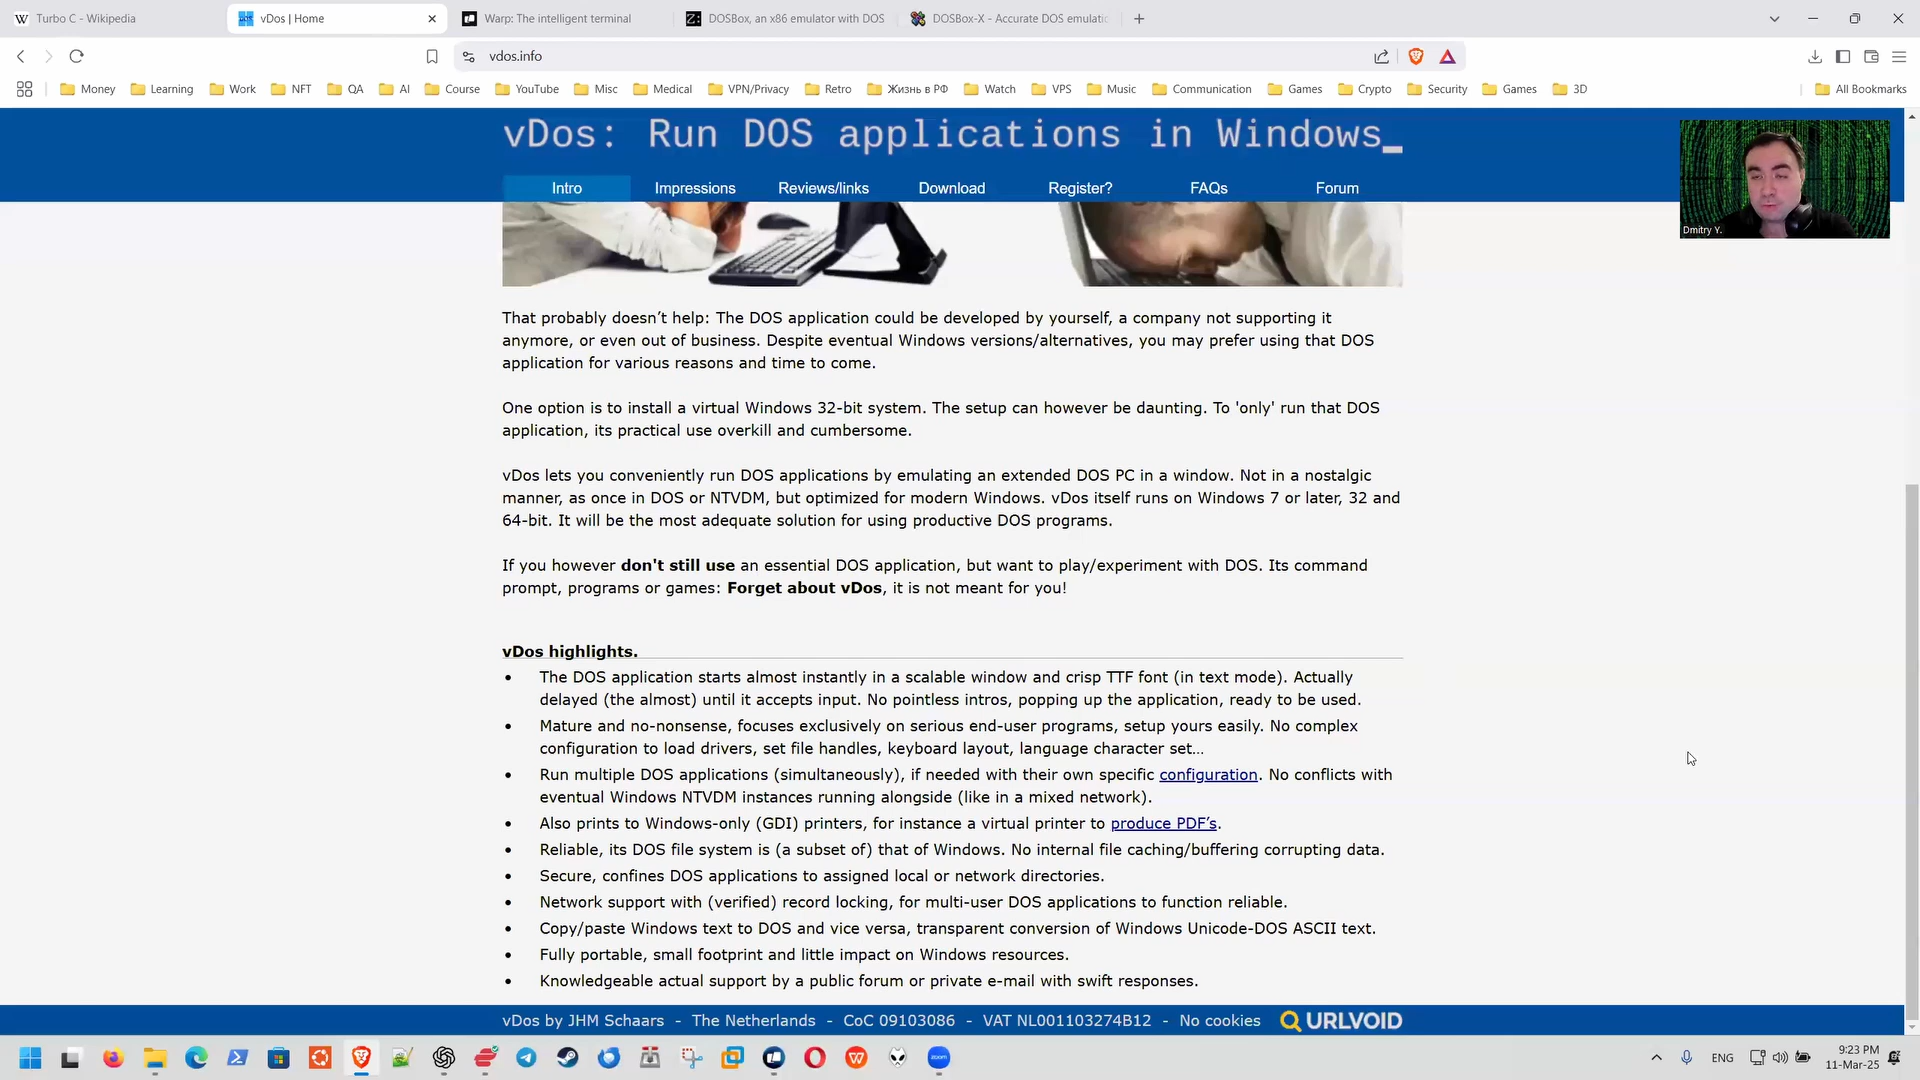 Turbo C - Wikipedia
vDos | Home
Warp: The intelligent terminal
DOSBox, an x86 emulator with DOS
DOSBox-X - Accurate DOS emulatio
vdos.info
Money
Learning
Work
NFT
QA
AI
Course
YouTube
Misc
Medical
VPN/Privacy
Retro
Жизнь в РФ
Watch
VPS
Music
Communication
Games
Crypto
Security
Games
3D
All Bookmarks
vDos: Run DOS applications in Windows_
Intro
Impressions
Reviews/links
Download
Register?
FAQs
Forum
Dmitry Y.
That probably doesn’t help: The DOS application could be developed by yourself, a company not supporting it
anymore, or even out of business. Despite eventual Windows versions/alternatives, you may prefer using that DOS
application for various reasons and time to come.
One option is to install a virtual Windows 32-bit system. The setup can however be daunting. To 'only' run that DOS
application, its practical use overkill and cumbersome.
vDos lets you conveniently run DOS applications by emulating an extended DOS PC in a window. Not in a nostalgic
manner, as once in DOS or NTVDM, but optimized for modern Windows. vDos itself runs on Windows 7 or later, 32 and
64-bit. It will be the most adequate solution for using productive DOS programs.
If you however don't still use an essential DOS application, but want to play/experiment with DOS. Its command
prompt, programs or games: Forget about vDos, it is not meant for you!
vDos highlights.
• The DOS application starts almost instantly in a scalable window and crisp TTF font (in text mode). Actually
delayed (the almost) until it accepts input. No pointless intros, popping up the application, ready to be used.
• Mature and no-nonsense, focuses exclusively on serious end-user programs, setup yours easily. No complex
configuration to load drivers, set file handles, keyboard layout, language character set…
• Run multiple DOS applications (simultaneously), if needed with their own specific configuration. No conflicts with
eventual Windows NTVDM instances running alongside (like in a mixed network).
• Also prints to Windows-only (GDI) printers, for instance a virtual printer to produce PDF’s.
• Reliable, its DOS file system is (a subset of) that of Windows. No internal file caching/buffering corrupting data.
• Secure, confines DOS applications to assigned local or network directories.
• Network support with (verified) record locking, for multi-user DOS applications to function reliable.
• Copy/paste Windows text to DOS and vice versa, transparent conversion of Windows Unicode-DOS ASCII text.
• Fully portable, small footprint and little impact on Windows resources.
• Knowledgeable actual support by a public forum or private e-mail with swift responses.
vDos by JHM Schaars - The Netherlands - CoC 09103086 - VAT NL001103274B12 - No cookies
URLVOID
zoom
ENG
9:23 PM
11-Mar-25